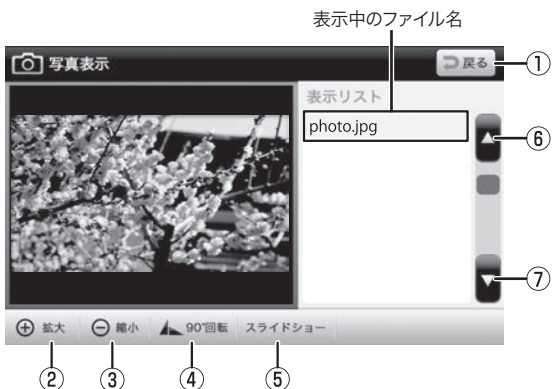 表示中のファイル名
写真表示
戻る
①
表示リスト
photo.jpg
⑥
⑦
拡大
縮小
90°回転
スライドショー
②
③
④
⑤